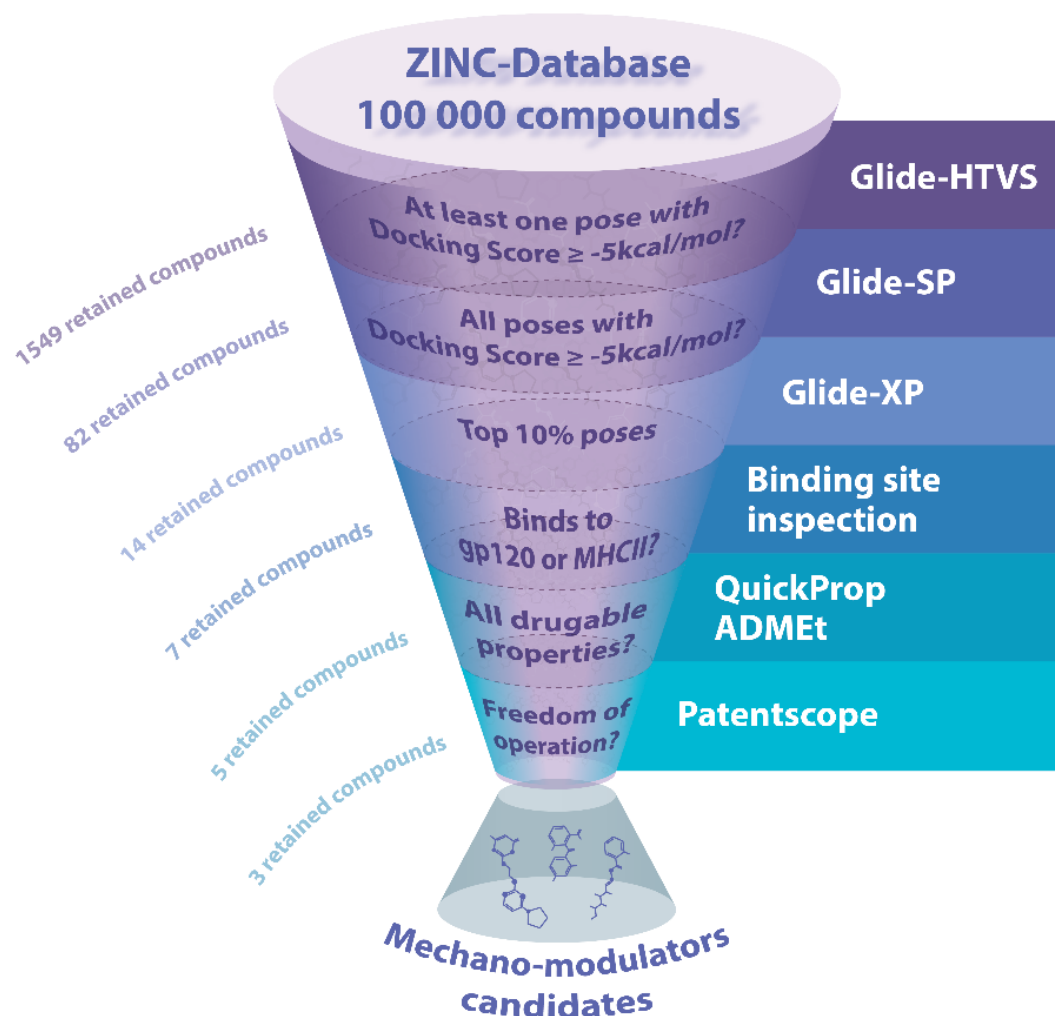 ZINC-Database
100 000 compounds
Glide-HTVS
At least one pose with
Docking Score ≥ -5kcal/mol?
1549 retained compounds
Glide-SP
All poses with
Docking Score ≥ -5kcal/mol?
82 retained compounds
Glide-XP
Top 10% poses
14 retained compounds
Binding site
inspection
Binds to
gp120 or MHCII?
7 retained compounds
QuickProp
ADMEt
All drugable
properties?
5 retained compounds
Patentscope
Freedom of
operation?
3 retained compounds
Mechano-modulators
candidates